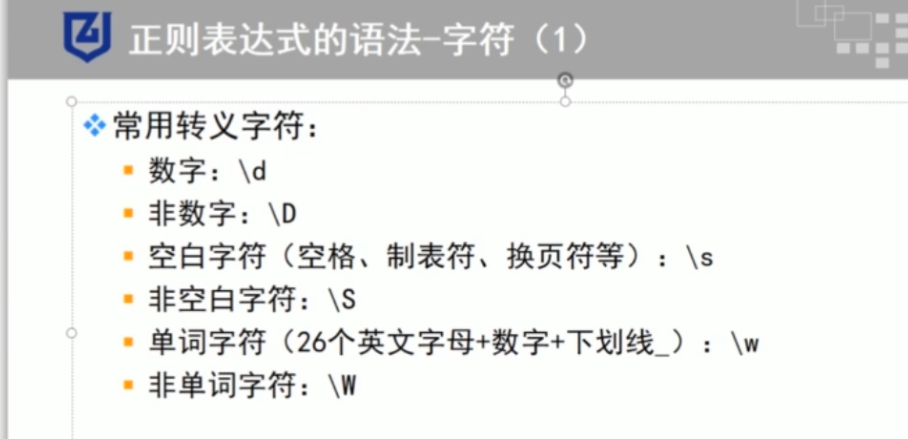 正则表达式的语法-字符（1）
常用转义字符：
数字：\d
非数字：\D
空白字符（空格、制表符、换页符等）：\s
非空白字符：\S
单词字符（26个英文字母+数字+下划线_）：\w
非单词字符：\W